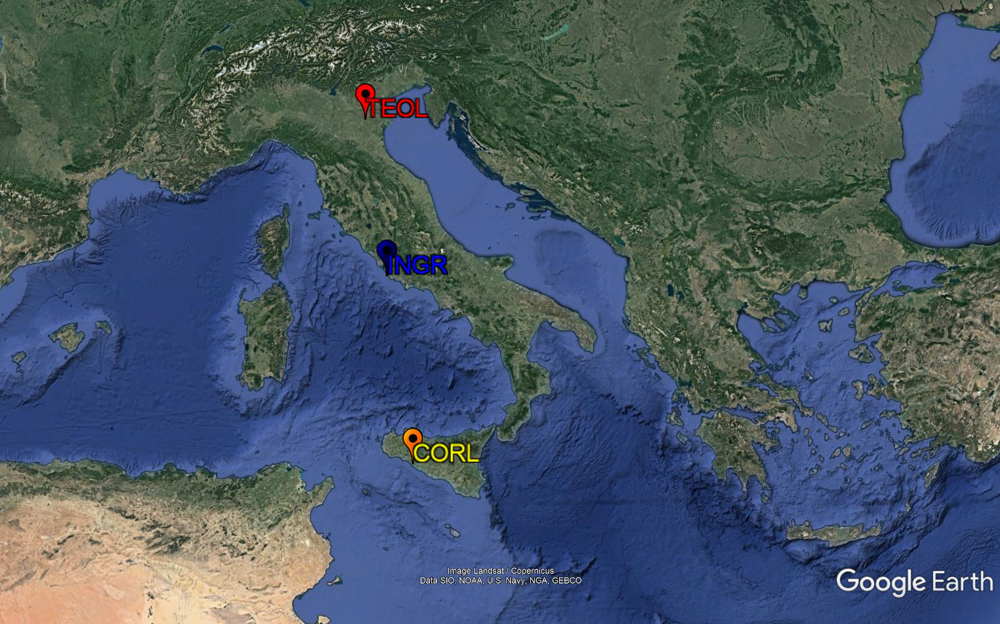 TEOL
INGR
CORL
Image Landsat / Copernicus
Data SIO, NOAA, U.S. Navy, NGA, GEBCO
Google Earth